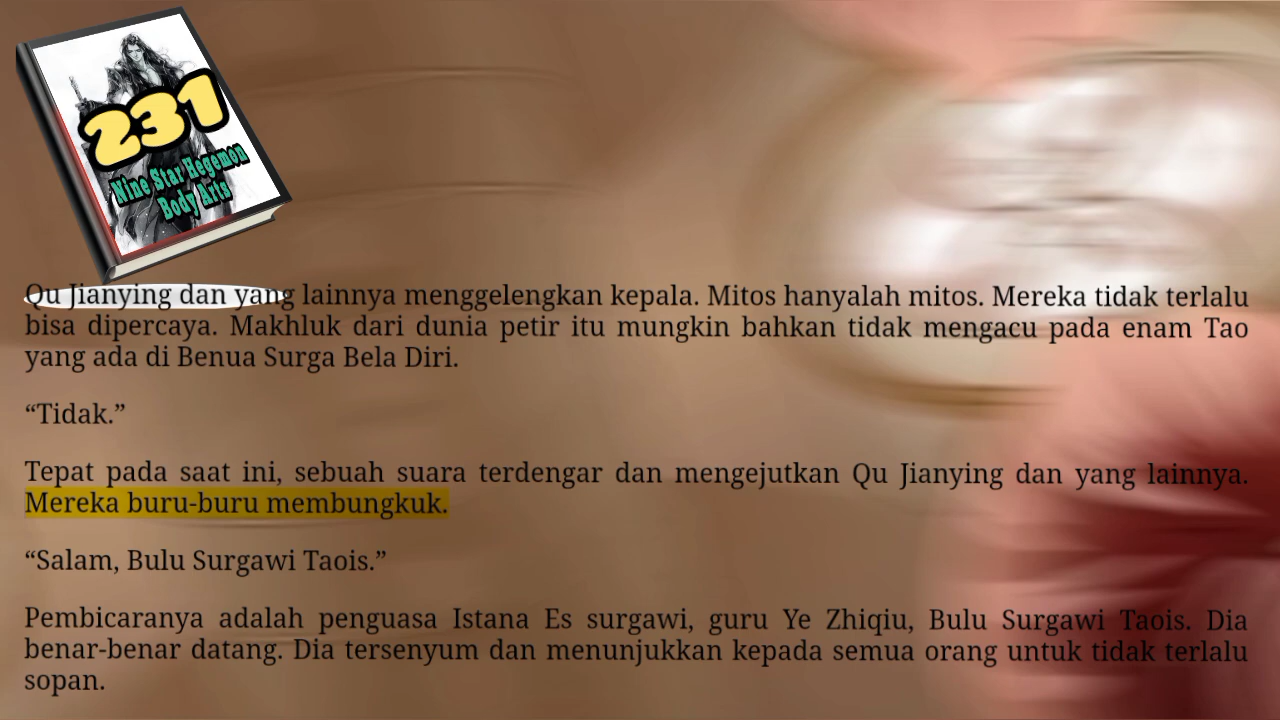 231
Nine Star Hegemon
Body Arts
Qu Jianying dan yang lainnya menggelengkan kepala. Mitos hanyalah mitos. Mereka tidak terlalu
bisa dipercaya. Makhluk dari dunia petir itu mungkin bahkan tidak mengacu pada enam Tao
yang ada di Benua Surga Bela Diri.
“Tidak.”
Tepat pada saat ini, sebuah suara terdengar dan mengejutkan Qu Jianying dan yang lainnya.
Mereka buru-buru membungkuk.
“Salam, Bulu Surgawi Taois.”
Pembicaranya adalah penguasa Istana Es surgawi, guru Ye Zhiqiu, Bulu Surgawi Taois. Dia
benar-benar datang. Dia tersenyum dan menunjukkan kepada semua orang untuk tidak terlalu
sopan.